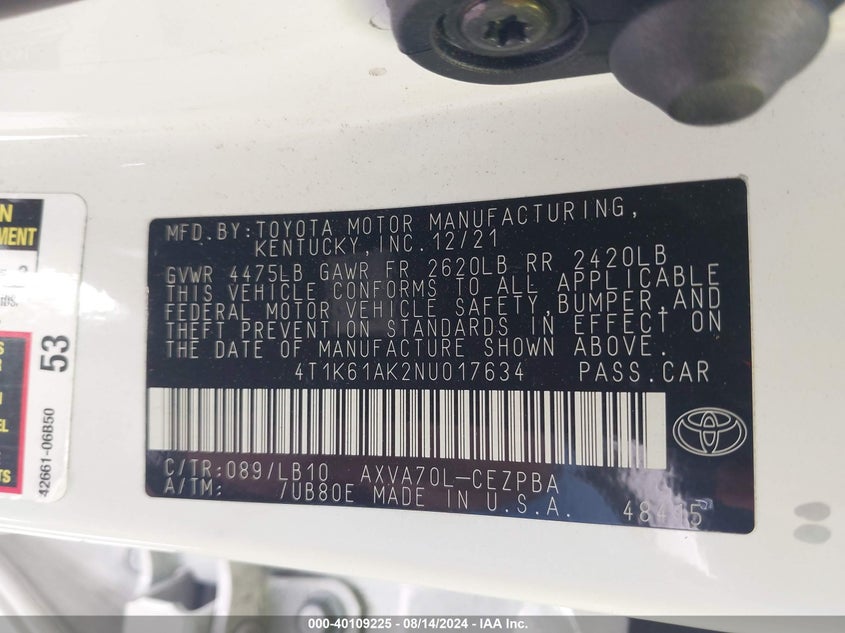 MFD.BY:TOYOTA MOTOR MANUFACTURING,
KENTUCKY,INC.12/21
GVWR 4475LB GAWR FR 2620LB RR 2420LB
THIS VEHICLE CONFORMS TO ALL APPLICABLE
FEDERAL MOTOR VEHICLE SAFETY,BUMPER,AND
THEFT PREVENTION STANDARDS IN EFFECT ON
THE DATE OF MANUFACTURE SHOWN ABOVE.
4T1K61AK2NU017634 PASS.CAR
C/TR:089/LB10 AXVA70L-CEZPBA
A/TM: /UB80E MADE IN U.S.A.
53
42661-06B50
000-40109225 - 08/14/2024 - IAA Inc.